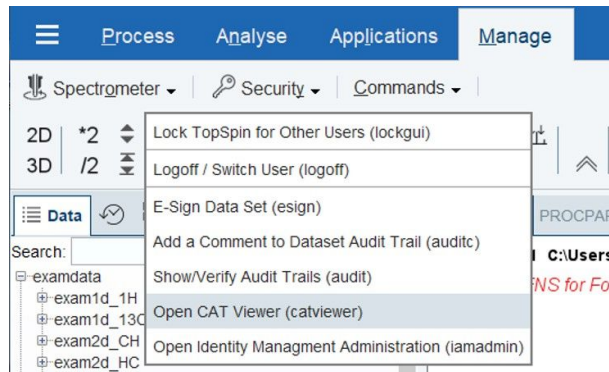 Process Analyse Applications Manage
Spectrometer Security Commands
2D *2
3D /2
Lock TopSpin for Other Users (lockgui)
Logoff / Switch User (logoff)
E-Sign Data Set (esign)
Add a Comment to Dataset Audit Trail (auditc)
Show/Verify Audit Trails (audit)
Open CAT Viewer (catviewer)
Open Identity Managment Administration (iamadmin)
Data
PROCPAR
Search:
C:\Users
for Fo
examdata
exam1d_1H
exam1d_13C
exam2d_CH
exam2d_HC